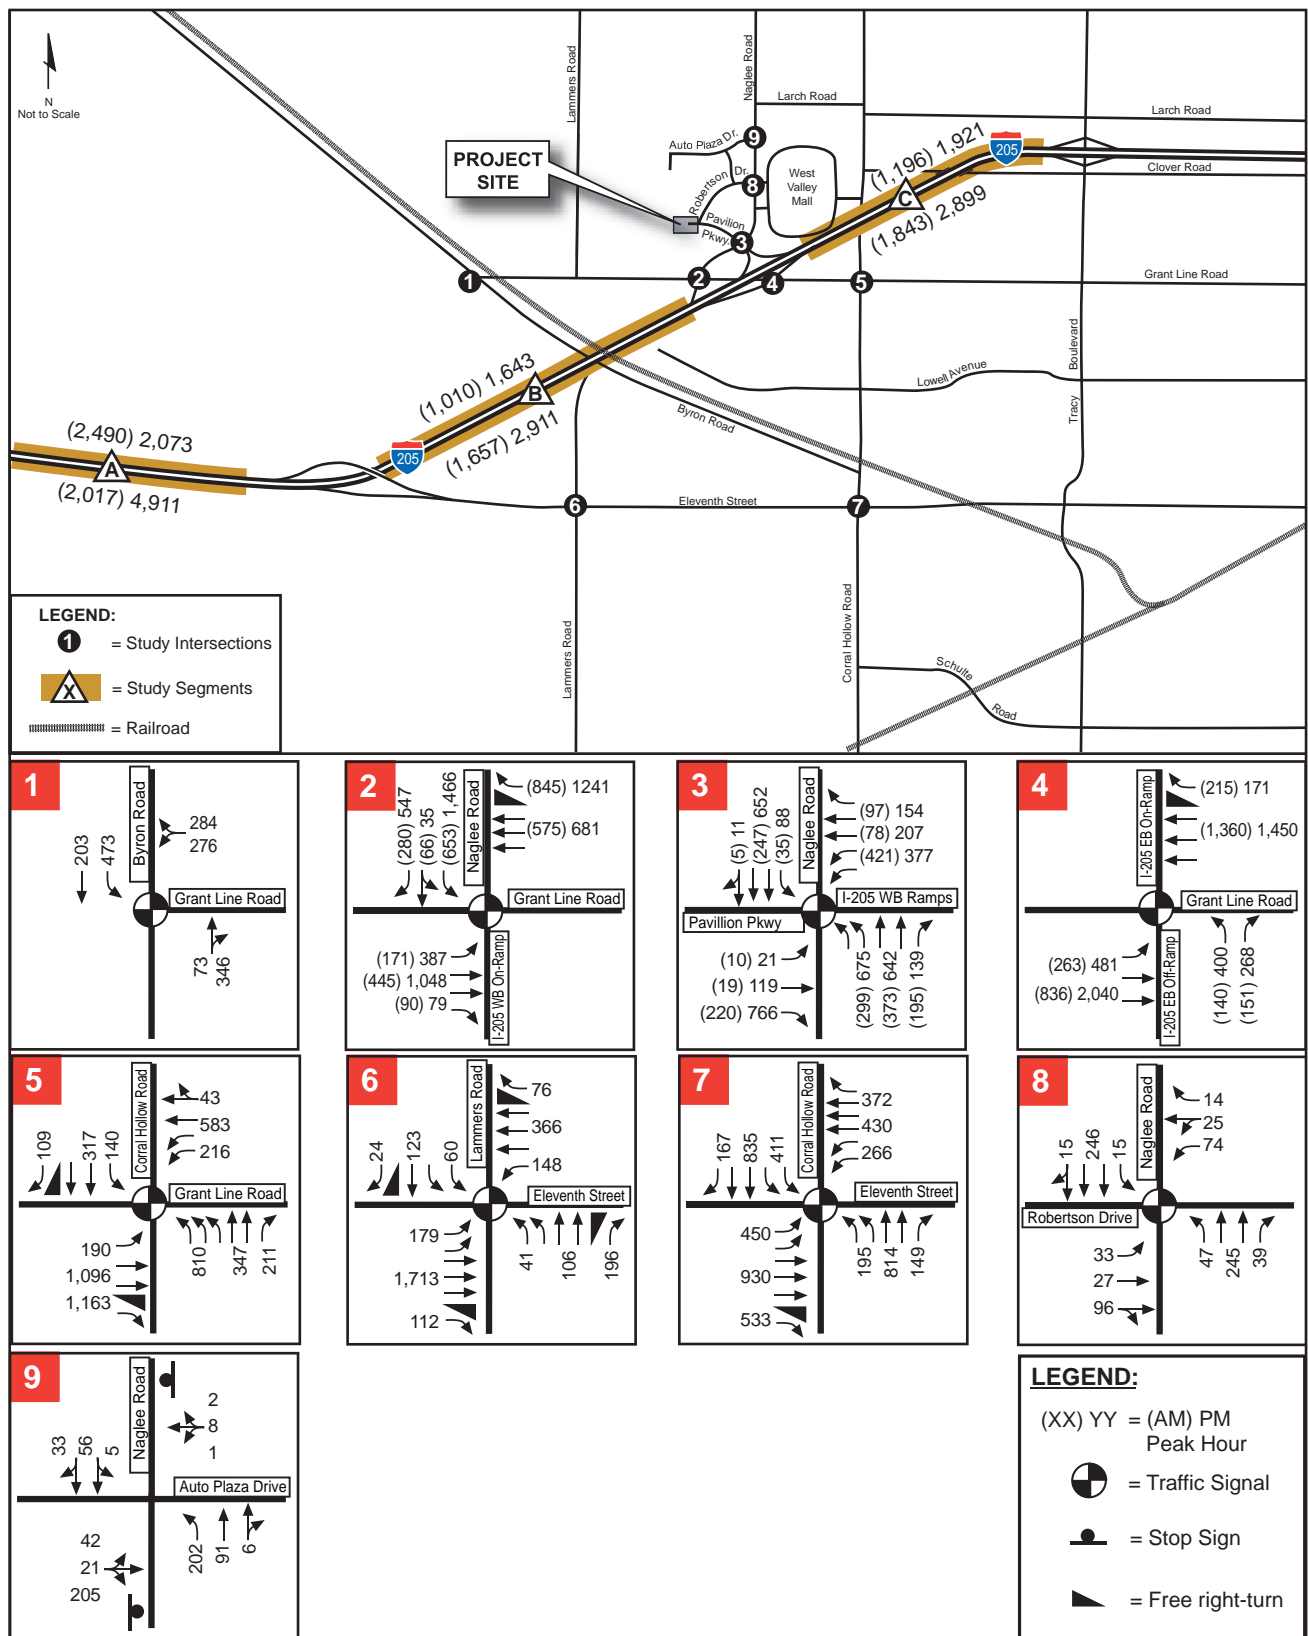 N
Not to Scale
Lammers Road
Naglee Road
Larch Road
Larch Road
Auto Plaza Dr.
9
PROJECT
SITE
Robertson Dr.
8
West
Valley
Mall
(1,196) 1,921
205
Clover Road
C
(1,843) 2,899
Pavilion
Pkwy.
3
1
2
4
5
Grant Line Road
(1,010) 1,643
B
(1,657) 2,911
Lowell Avenue
Boulevard
Tracy
Byron Road
(2,490) 2,073
A
(2,017) 4,911
205
6
Eleventh Street
7
Lammers Road
Corral Hollow Road
Schulte
Road
LEGEND:
1 = Study Intersections
X = Study Segments
= Railroad
1
Byron Road
203
473
284
276
Grant Line Road
73
346
2
(280) 547
(66) 35
(653) 1,466
Naglee Road
(845) 1241
(575) 681
Grant Line Road
(171) 387
(445) 1,048
(90) 79
I-205 WB On-Ramp
3
(5) 11
(247) 652
(35) 88
Naglee Road
(97) 154
(78) 207
(421) 377
I-205 WB Ramps
Pavillion Pkwy
(10) 21
(19) 119
(220) 766
(299) 675
(373) 642
(195) 139
4
I-205 EB On-Ramp
(215) 171
(1,360) 1,450
Grant Line Road
(263) 481
(836) 2,040
I-205 EB Off-Ramp
(140) 400
(151) 268
5
109
317
140
Corral Hollow Road
43
583
216
Grant Line Road
190
1,096
1,163
810
347
211
6
24
123
60
Lammers Road
76
366
148
Eleventh Street
179
1,713
112
41
106
196
7
167
835
411
Corral Hollow Road
372
430
266
Eleventh Street
450
930
533
195
814
149
8
15
246
15
Naglee Road
14
25
74
Robertson Drive
33
27
96
47
245
39
9
33
56
5
Naglee Road
2
8
1
Auto Plaza Drive
42
21
205
202
91
6
LEGEND:
(XX) YY = (AM) PM
Peak Hour
= Traffic Signal
= Stop Sign
= Free right-turn